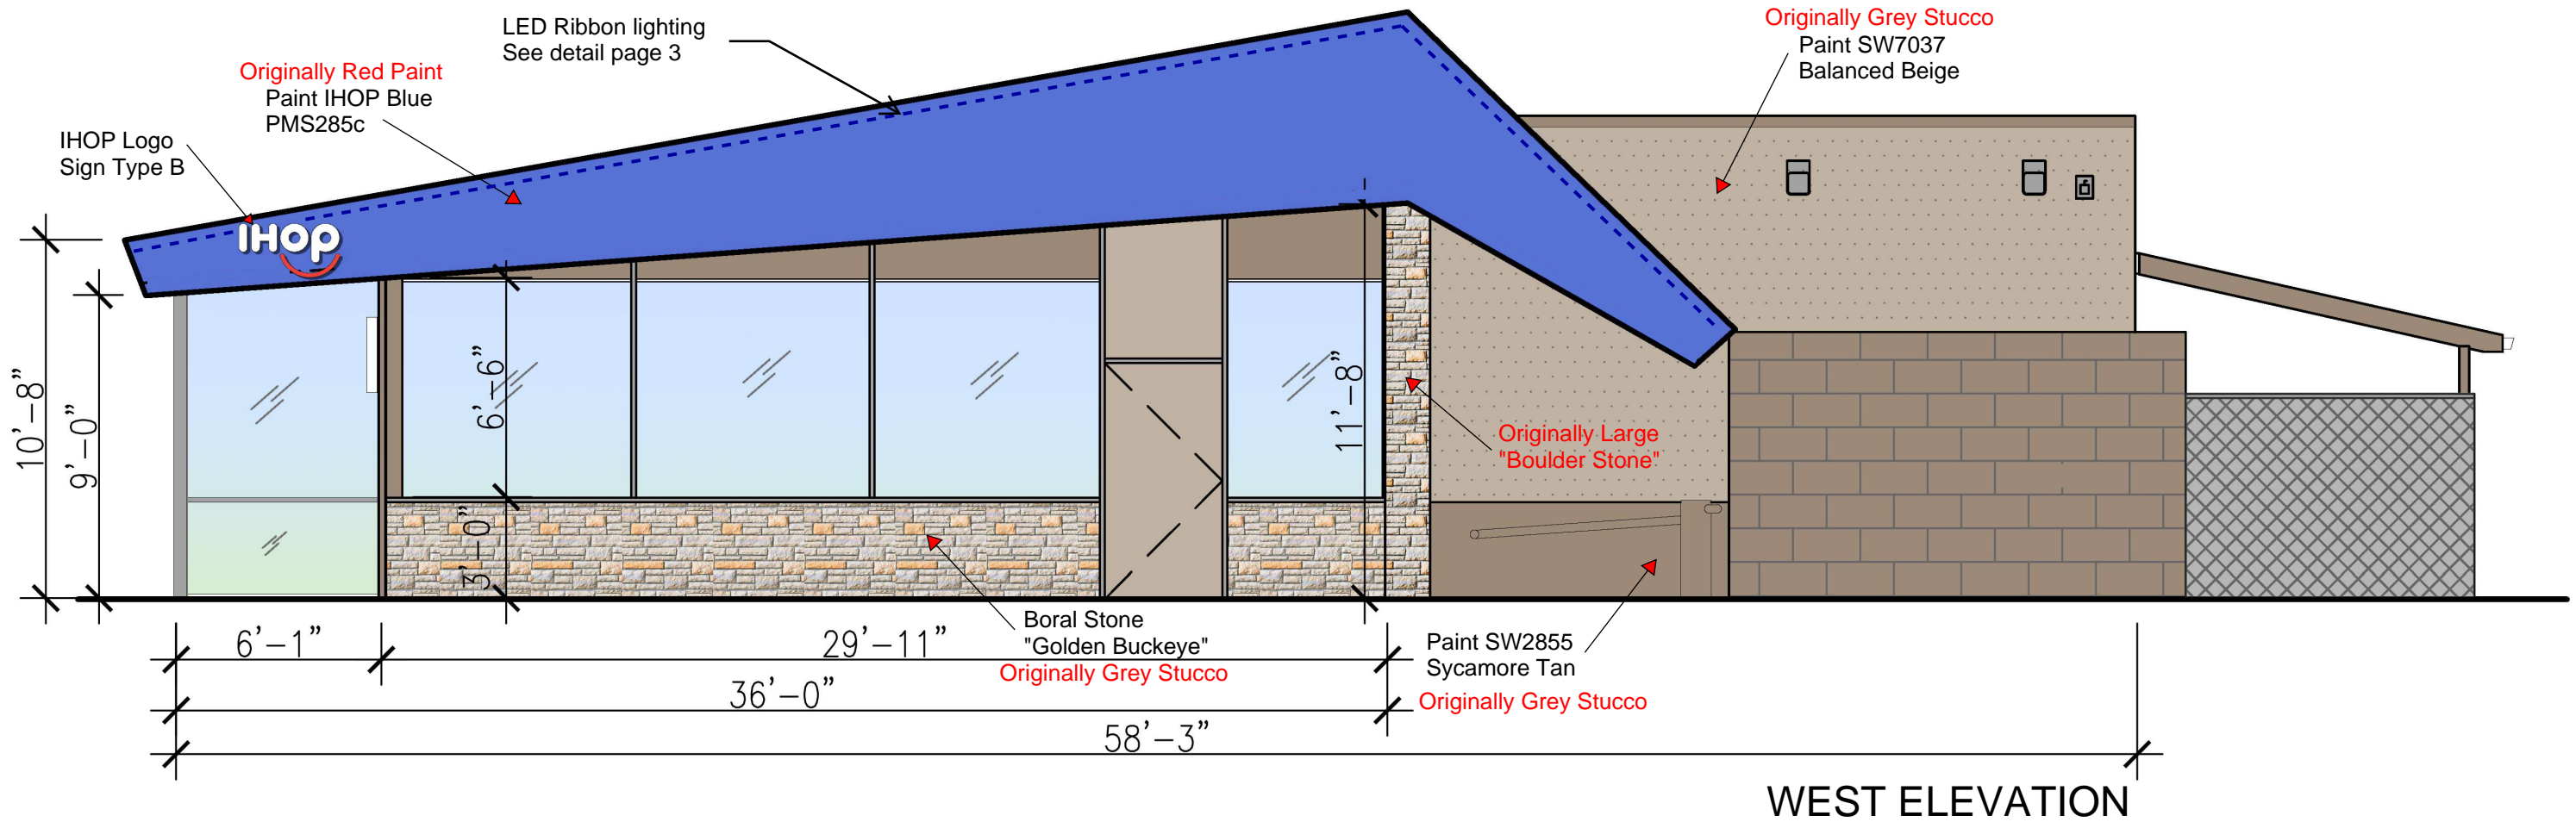 LED Ribbon lighting
See detail page 3
Originally Grey Stucco
Paint SW7037
Balanced Beige
Originally Red Paint
Paint IHOP Blue
PMS285c
IHOP Logo
Sign Type B
IHOP
10'-8"
9'-0"
6'-6"
3'-0"
11'-8"
Originally Large
"Boulder Stone"
Boral Stone
"Golden Buckeye"
Originally Grey Stucco
Paint SW2855
Sycamore Tan
Originally Grey Stucco
6'-1"
29'-11"
36'-0"
58'-3"
WEST ELEVATION